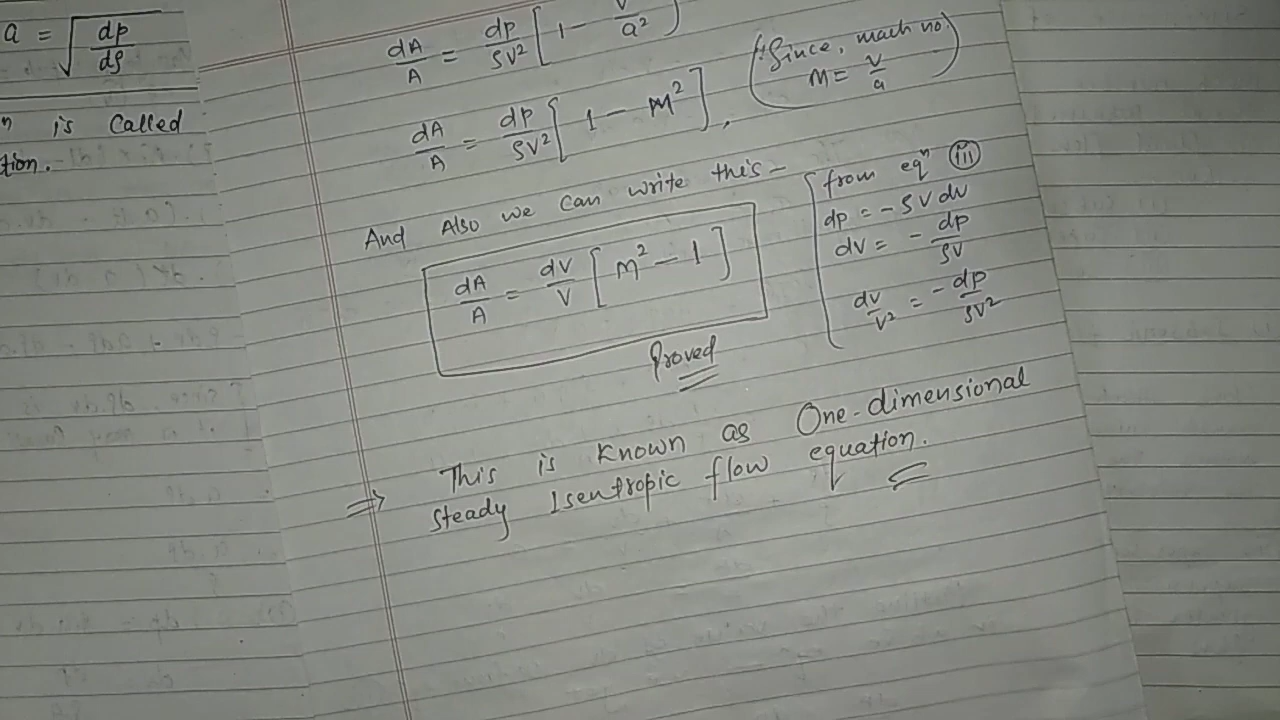 a = √(dp/dρ)
is Called
tion.
dA/A = dp/ρV² [1 - V/a²]
dA/A = dp/ρV² [1 - M²], (∵ Since, mach no. M = V/a)
And Also we can write this -
dA/A = dV/V [M² - 1]
Proved
from eqⁿ (iii)
dp = - ρV dv
dv = - dp/ρV
dv/v² = - dp/ρV²
⇒ This is Known as One-dimensional
steady Isentropic flow equation.